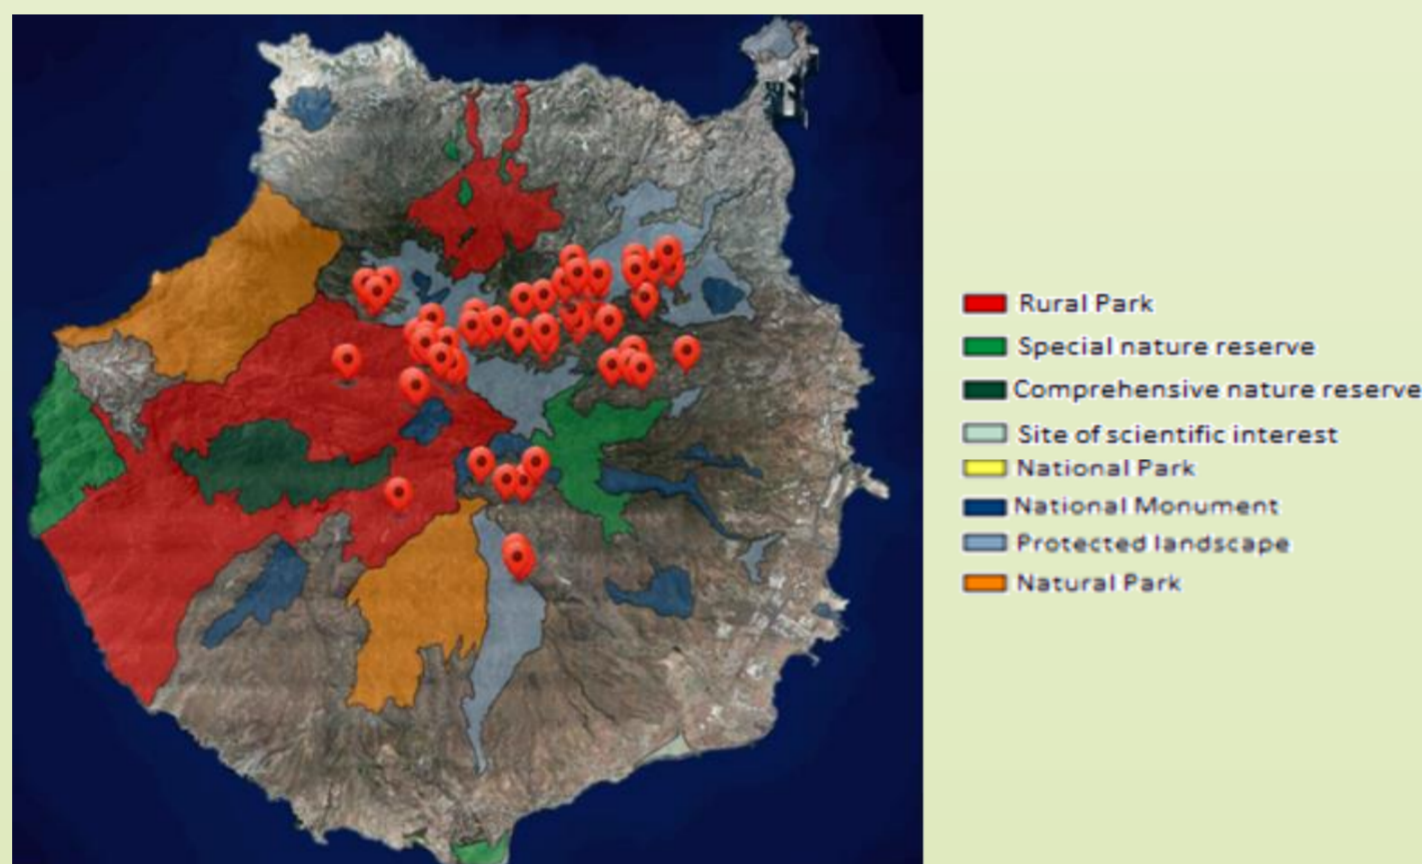 Rural Park
Special nature reserve
Comprehensive nature reserve
Site of scientific interest
National Park
National Monument
Protected landscape
Natural Park